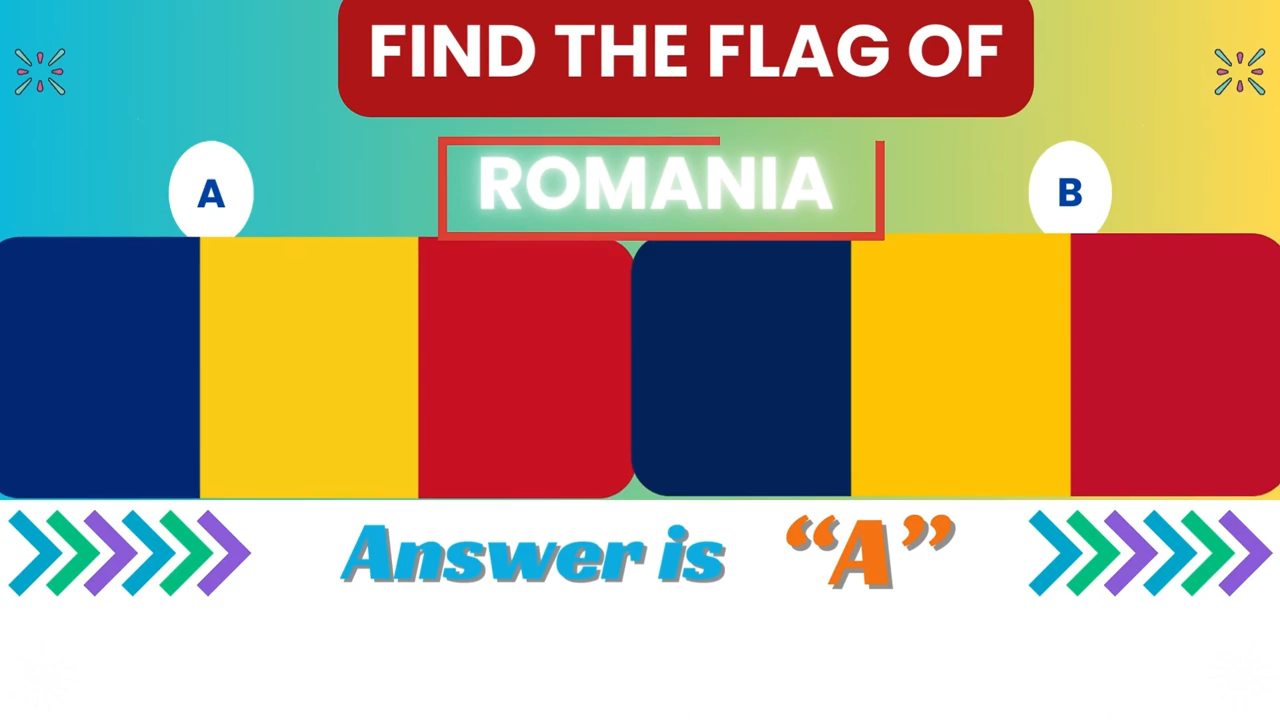 FIND THE FLAG OF
ROMANIA
A
B
Answer is “A”